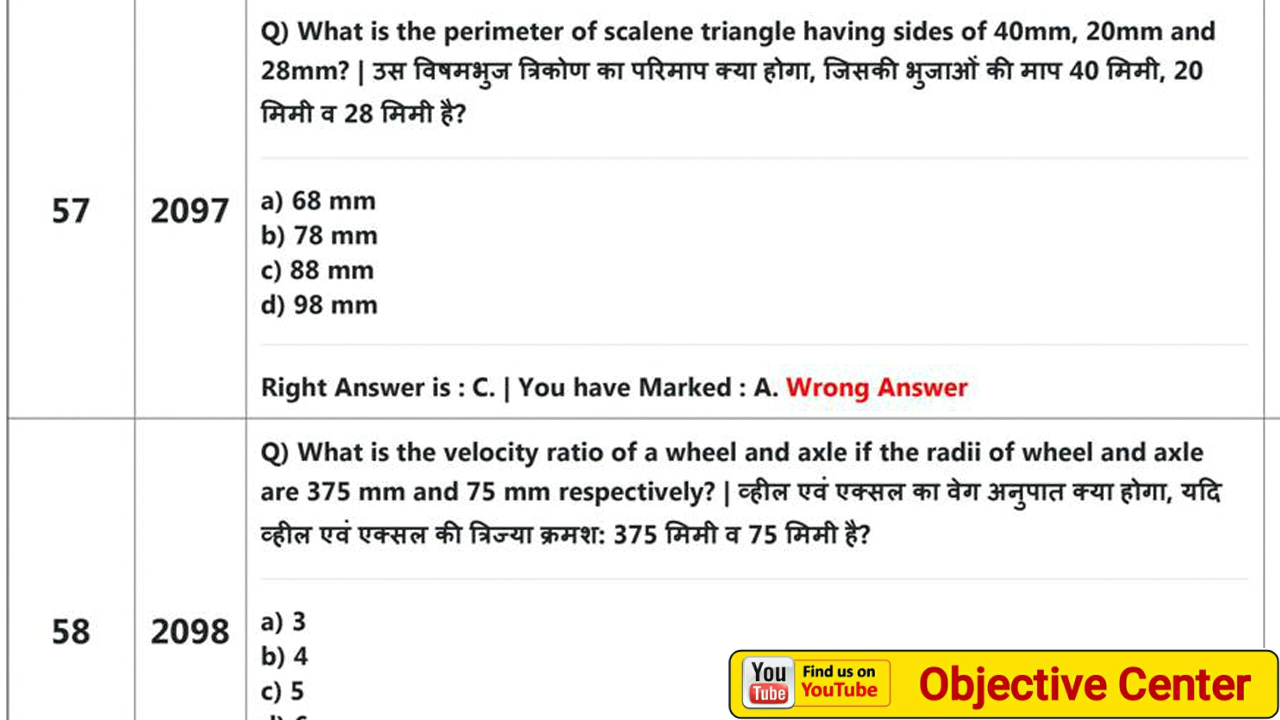 Q) What is the perimeter of scalene triangle having sides of 40mm, 20mm and
28mm? | उस विषमभुज त्रिकोण का परिमाप क्या होगा, जिसकी भुजाओं की माप 40 मिमी, 20
मिमी व 28 मिमी है?
57
2097
a) 68 mm
b) 78 mm
c) 88 mm
d) 98 mm
Right Answer is : C. | You have Marked : A. Wrong Answer
Q) What is the velocity ratio of a wheel and axle if the radii of wheel and axle
are 375 mm and 75 mm respectively? | व्हील एवं एक्सल का वेग अनुपात क्या होगा, यदि
व्हील एवं एक्सल की त्रिज्या क्रमश: 375 मिमी व 75 मिमी है?
58
2098
a) 3
b) 4
c) 5
You
Tube
Find us on
YouTube
Objective Center